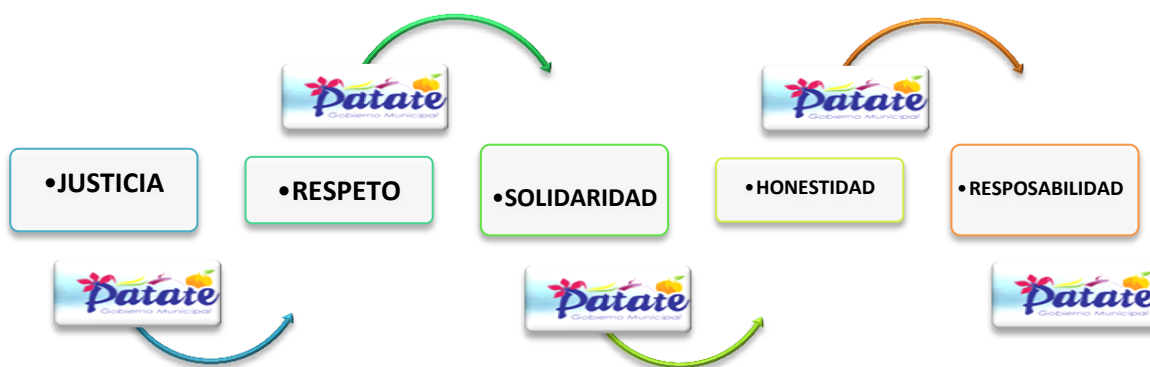 Patate
Gobierno Municipal
Patate
Gobierno Municipal
•JUSTICIA
•RESPETO
•SOLIDARIDAD
•HONESTIDAD
•RESPOSABILIDAD
Patate
Gobierno Municipal
Patate
Gobierno Municipal
Patate
Gobierno Municipal